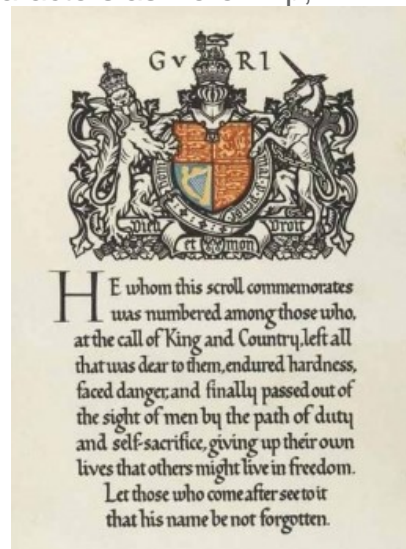 G v R I
Dieu et mon Droit
HE whom this scroll commemorates
was numbered among those who,
at the call of King and Country, left all
that was dear to them, endured hardness,
faced danger, and finally passed out of
the sight of men by the path of duty
and self-sacrifice, giving up their own
lives that others might live in freedom.
Let those who come after see to it
that his name be not forgotten.